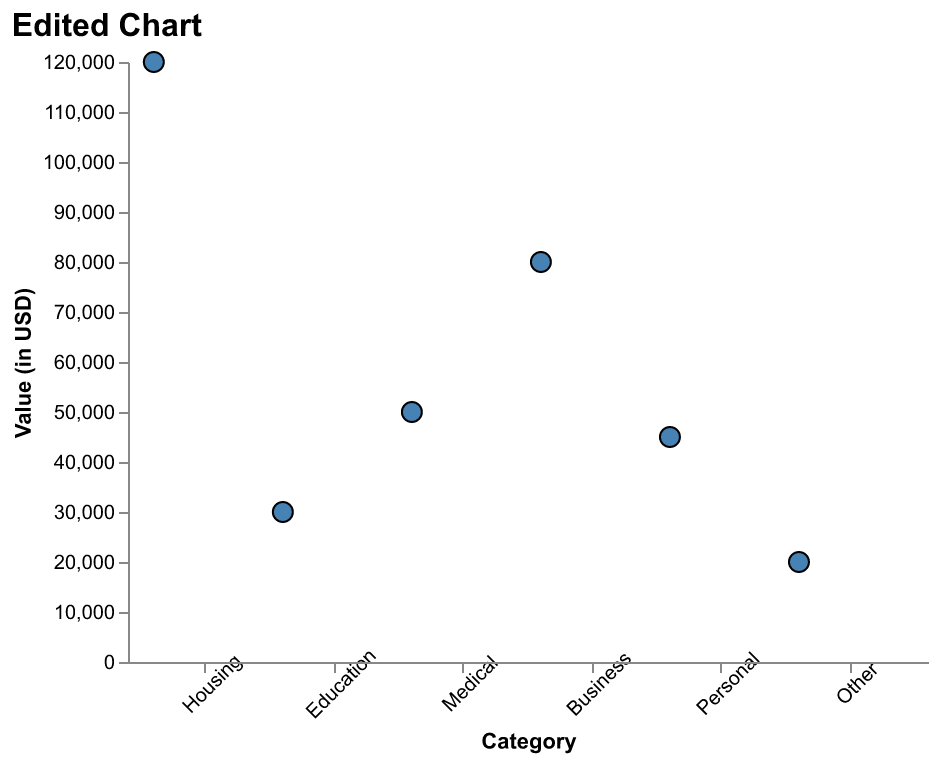 Edited Chart
120,000
110,000
100,000
90,000
80,000
70,000
60,000
50,000
40,000
30,000
20,000
10,000
0
Value (in USD)
Housing
Education
Medical
Business
Personal
Other
Category